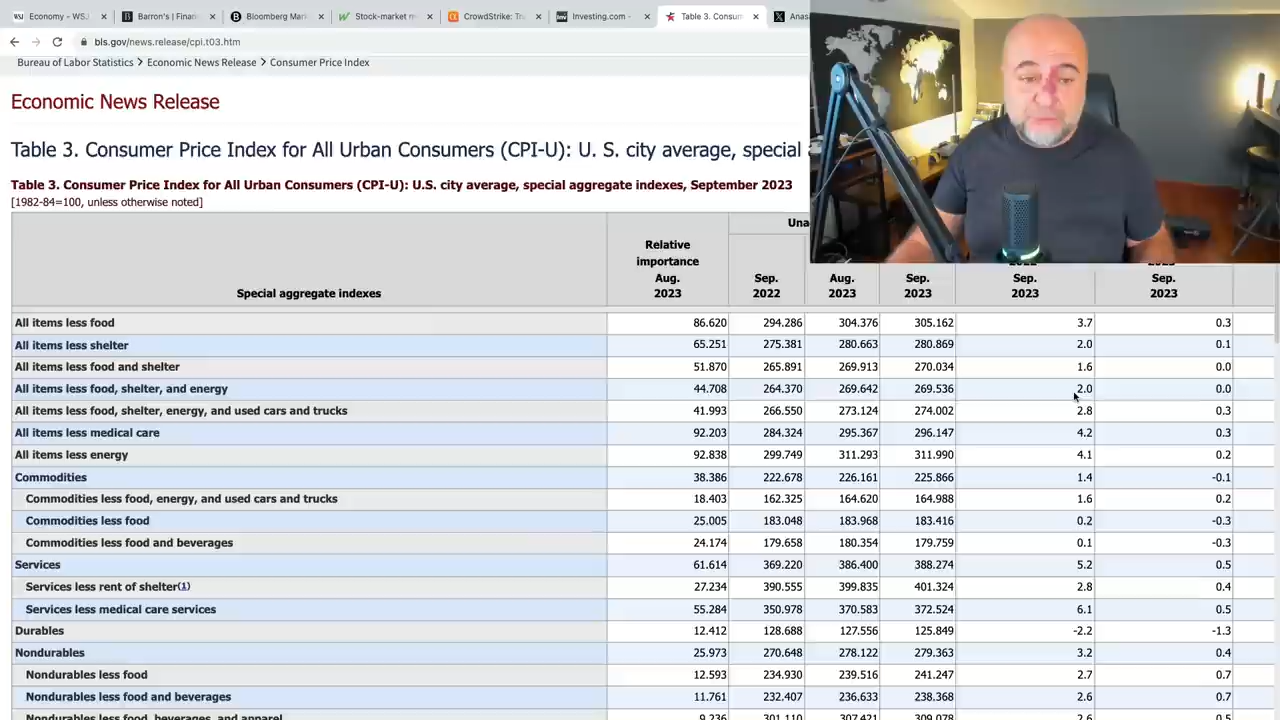 Economy - WSJ
Barron's | Finan
Bloomberg Mark
Stock-market m
CrowdStrike: Tra
Investing.com -
Table 3. Consum
Anas
bls.gov/news.release/cpi.t03.htm
Bureau of Labor Statistics > Economic News Release > Consumer Price Index
Economic News Release
Table 3. Consumer Price Index for All Urban Consumers (CPI-U): U. S. city average, special
Table 3. Consumer Price Index for All Urban Consumers (CPI-U): U.S. city average, special aggregate indexes, September 2023
[1982-84=100, unless otherwise noted]
Special aggregate indexes
Relative importance Aug. 2023
Sep. 2022
Aug. 2023
Sep. 2023
Sep. 2023
Sep. 2023
All items less food 86.620 294.286 304.376 305.162 3.7 0.3
All items less shelter 65.251 275.381 280.663 280.869 2.0 0.1
All items less food and shelter 51.870 265.891 269.913 270.034 1.6 0.0
All items less food, shelter, and energy 44.708 264.370 269.642 269.536 2.0 0.0
All items less food, shelter, energy, and used cars and trucks 41.993 266.550 273.124 274.002 2.8 0.3
All items less medical care 92.203 284.324 295.367 296.147 4.2 0.3
All items less energy 92.838 299.749 311.293 311.990 4.1 0.2
Commodities 38.386 222.678 226.161 225.866 1.4 -0.1
Commodities less food, energy, and used cars and trucks 18.403 162.325 164.620 164.988 1.6 0.2
Commodities less food 25.005 183.048 183.968 183.416 0.2 -0.3
Commodities less food and beverages 24.174 179.658 180.354 179.759 0.1 -0.3
Services 61.614 369.220 386.400 388.274 5.2 0.5
Services less rent of shelter(1) 27.234 390.555 399.835 401.324 2.8 0.4
Services less medical care services 55.284 350.978 370.583 372.524 6.1 0.5
Durables 12.412 128.688 127.556 125.849 -2.2 -1.3
Nondurables 25.973 270.648 278.122 279.363 3.2 0.4
Nondurables less food 12.593 234.930 239.516 241.247 2.7 0.7
Nondurables less food and beverages 11.761 232.407 236.633 238.368 2.6 0.7
Nondurables less food, beverages, and apparel 9.236 301.110 307.421 309.078 2.6 0.5